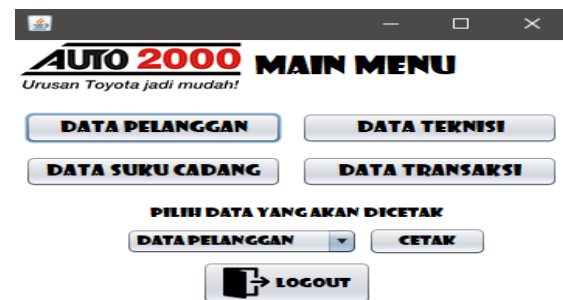 AUTO 2000
Urusan Toyota jadi mudah!
MAIN MENU
DATA PELANGGAN
DATA TEKNISI
DATA SUKU CADANG
DATA TRANSAKSI
PILIH DATA YANG AKAN DICETAK
DATA PELANGGAN
CETAK
LOGOUT